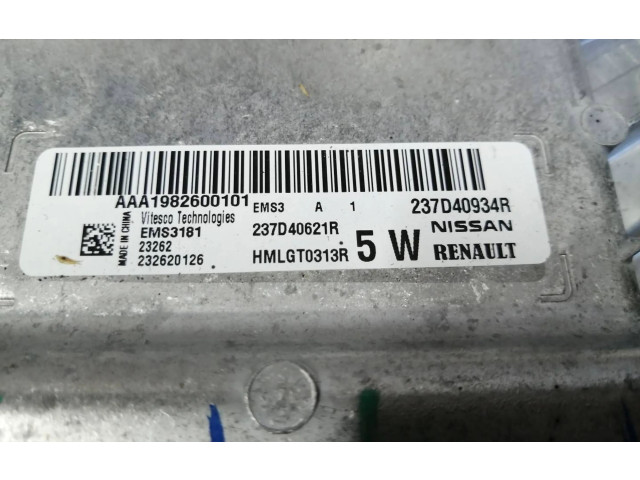 AAA1982600101 EMS3 A 1 237D40934R
MADE IN CHINA
Vitesco Technologies
EMS3181 237D40621R 5 W NISSAN
23262
232620126 HMLGT0313R RENAULT